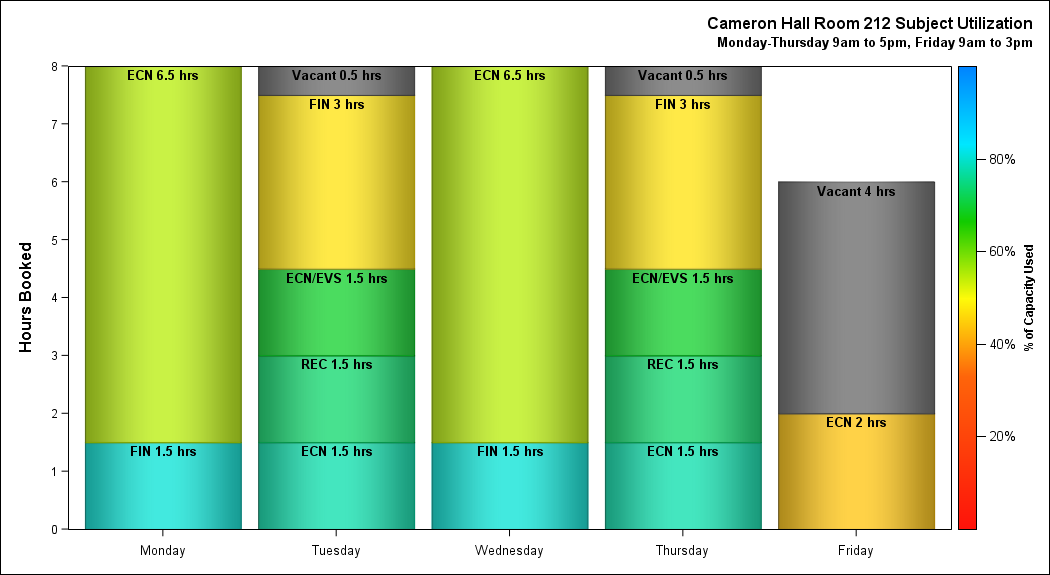 Cameron Hall Room 212 Subject Utilization
Monday-Thursday 9am to 5pm, Friday 9am to 3pm
Hours Booked
8
7
6
5
4
3
2
1
0
ECN 6.5 hrs
FIN 1.5 hrs
Vacant 0.5 hrs
FIN 3 hrs
ECN/EVS 1.5 hrs
REC 1.5 hrs
ECN 1.5 hrs
ECN 6.5 hrs
FIN 1.5 hrs
Vacant 0.5 hrs
FIN 3 hrs
ECN/EVS 1.5 hrs
REC 1.5 hrs
ECN 1.5 hrs
Vacant 4 hrs
ECN 2 hrs
Monday
Tuesday
Wednesday
Thursday
Friday
80%
60%
40%
20%
% of Capacity Used